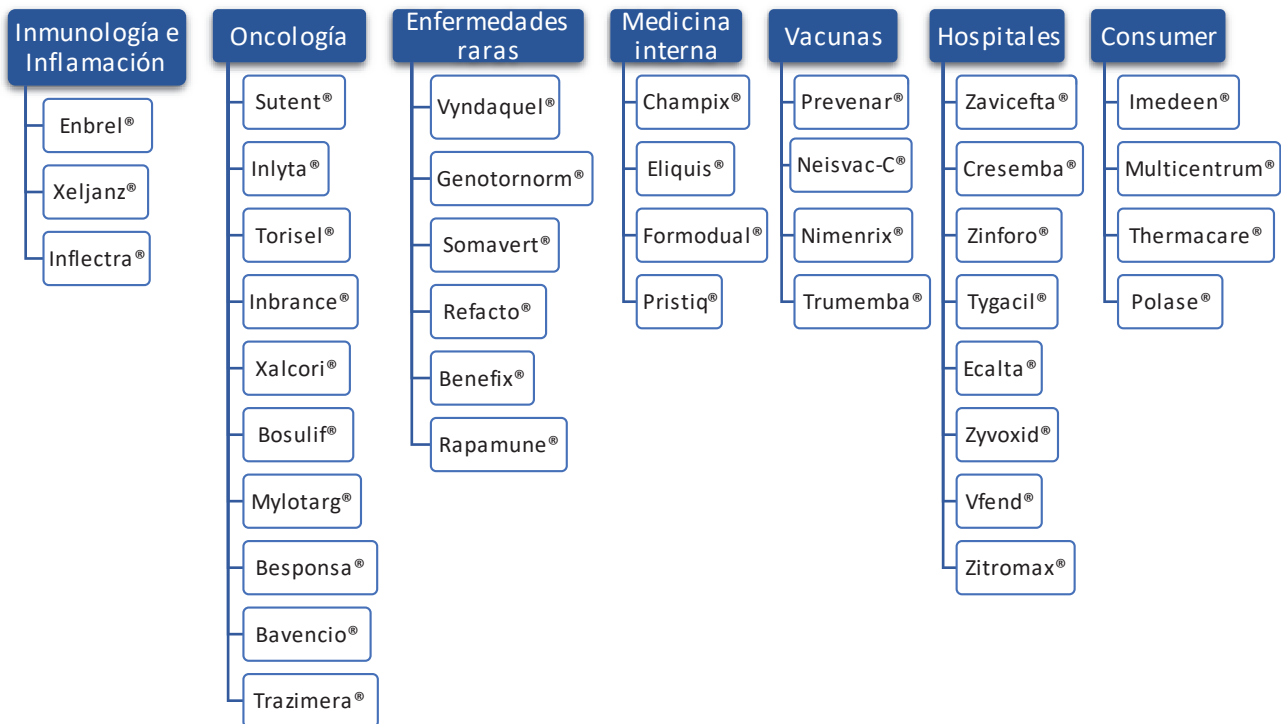 Inmunología e
Inflamación
Enbrel®
Xeljanz®
Inflectra®
Oncología
Sutent®
Inlyta®
Torisel®
Inbrance®
Xalcori®
Bosulif®
Mylotarg®
Besponsa®
Bavencio®
Trazimera®
Enfermedades
raras
Vyndaquel®
Genotornorm®
Somavert®
Refacto®
Benefix®
Rapamune®
Medicina
interna
Champix®
Eliquis®
Formodual®
Pristiq®
Vacunas
Prevenar®
Neisvac-C®
Nimenrix®
Trumemba®
Hospitales
Zavicefta®
Cresemba®
Zinforo®
Tygacil®
Ecalta®
Zyvoxid®
Vfend®
Zitromax®
Consumer
Imedeen®
Multicentrum®
Thermacare®
Polase®